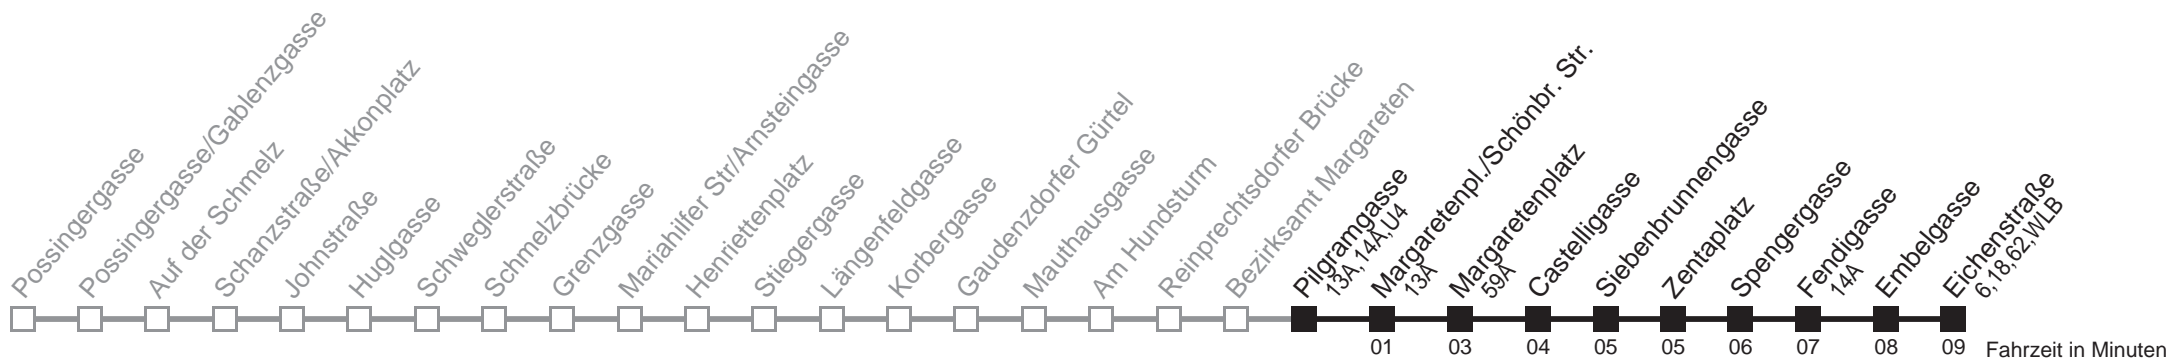 Possingergasse
Possingergasse/Gablenzgasse
Auf der Schmelz
Schanzstraße/Akkonplatz
Johnstraße
Huglgasse
Schweglerstraße
Schmelzbrücke
Grenzgasse
Mariahilfer Str/Arnsteingasse
Henriettenplatz
Stiegergasse
Längenfeldgasse
Korbergasse
Gaudenzdorfer Gürtel
Mauthausgasse
Am Hundsturm
Reinprechtsdorfer Brücke
Bezirksamt Margareten
Pilgramgasse
13A,14A,U4
Margaretenpl./Schönbr. Str.
13A
Margaretenplatz
59A
Castelligasse
Siebenbrunnengasse
Zentaplatz
Spengergasse
Fendigasse
14A
Embelgasse
Eichenstraße
6,18,62,WLB
01 03 04 05 05 06 07 08 09 Fahrzeit in Minuten